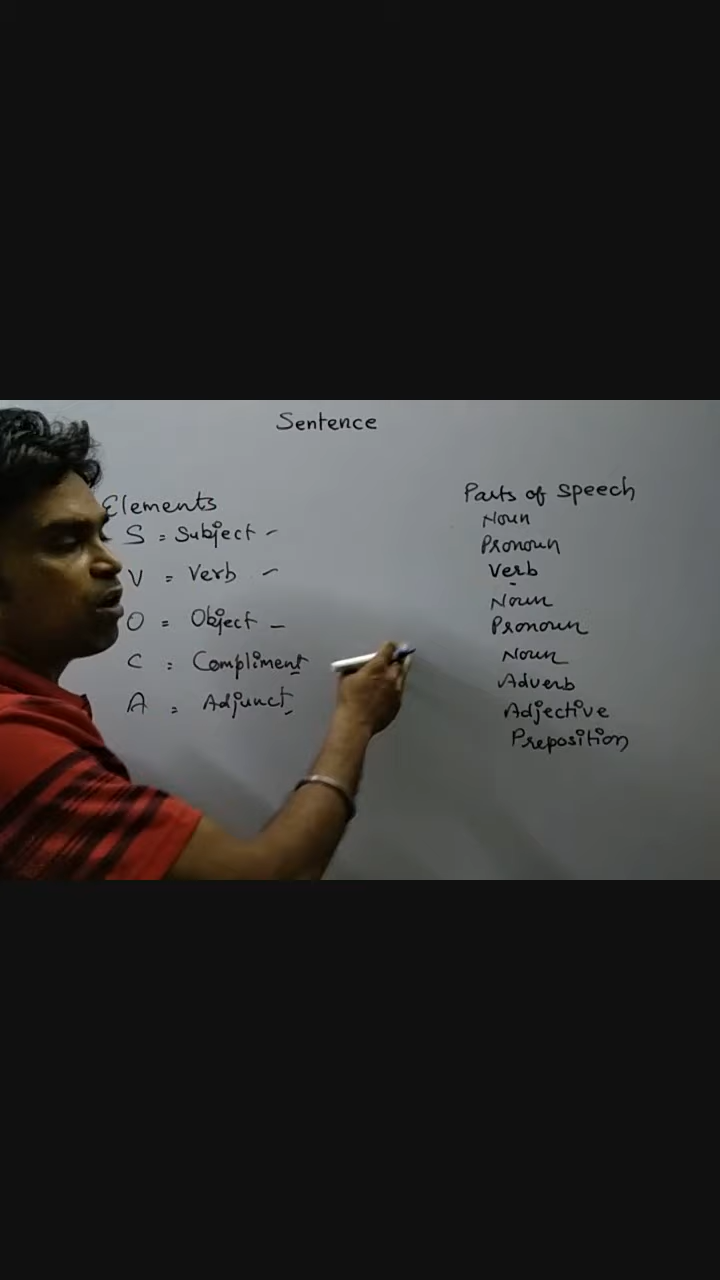 Sentence
Elements
S = Subject -
V = Verb -
O = Object -
C = Compliment
A = Adjunct
Parts of speech
Noun
Pronoun
Verb
Noun
Pronoun
Noun
Adverb
Adjective
Preposition